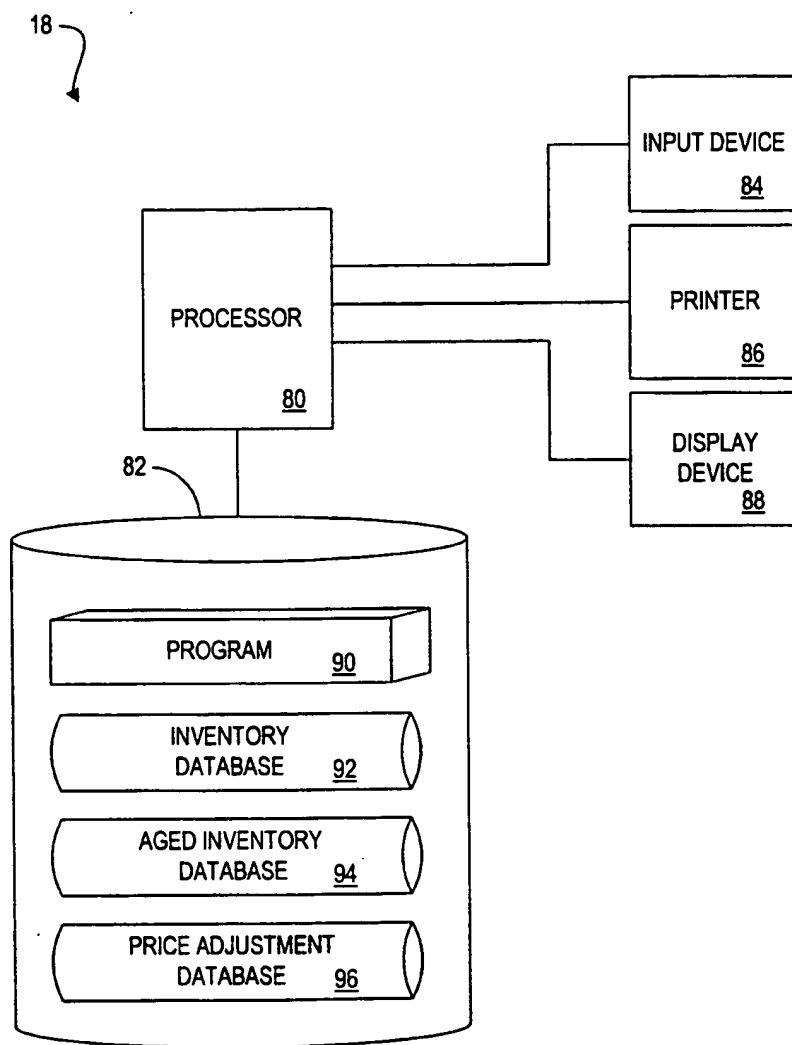 18
INPUT DEVICE
84
PROCESSOR
80
PRINTER
86
DISPLAY
DEVICE
88
82
PROGRAM
90
INVENTORY
DATABASE
92
AGED INVENTORY
DATABASE
94
PRICE ADJUSTMENT
DATABASE
96